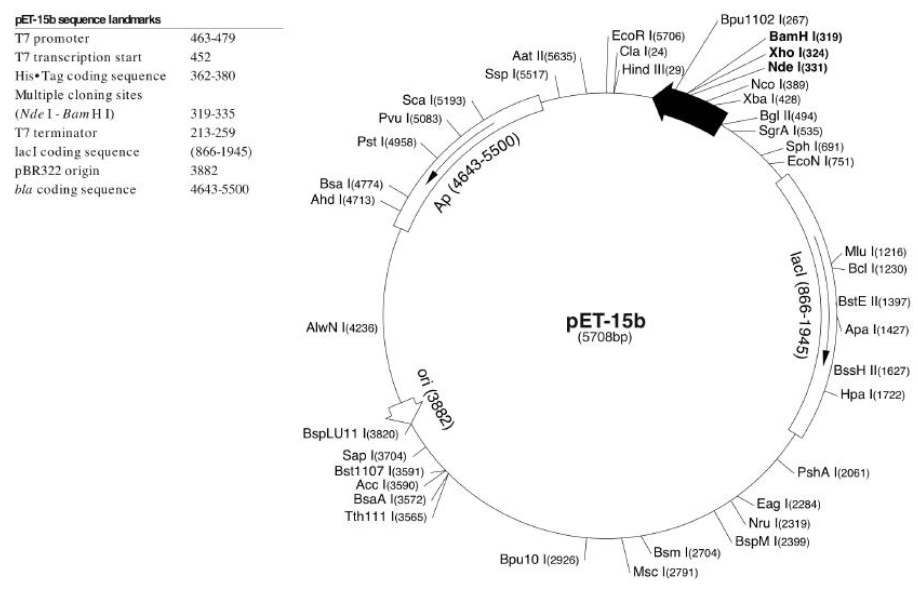 pET-15b sequence landmarks
T7 promoter 463-479
T7 transcription start 452
His•Tag coding sequence 362-380
Multiple cloning sites
(Nde I - BamH I) 319-335
T7 terminator 213-259
lacI coding sequence (866-1945)
pBR322 origin 3882
bla coding sequence 4643-5500
Bpu1102 I(267)
BamH I(319)
Xho I(324)
Nde I(331)
Nco I(389)
Xba I(428)
Bgl II(494)
SgrA I(535)
Sph I(691)
EcoN I(751)
EcoR I(5706)
Cla I(24)
Hind III(29)
Aat II(5635)
Ssp I(5517)
Sca I(5193)
Pvu I(5083)
Pst I(4958)
Bsa I(4774)
Ahd I(4713)
Ap (4643-5500)
AlwN I(4236)
ori (3882)
BspLU11 I(3820)
Sap I(3704)
Bst1107 I(3591)
Acc I(3590)
BsaA I(3572)
Tth111 I(3565)
Mlu I(1216)
Bcl I(1230)
BstE II(1397)
Apa I(1427)
BssH II(1627)
Hpa I(1722)
lacI (866-1945)
pET-15b
(5708bp)
PshA I(2061)
Eag I(2284)
Nru I(2319)
BspM I(2399)
Bsm I(2704)
Msc I(2791)
Bpu10 I(2926)